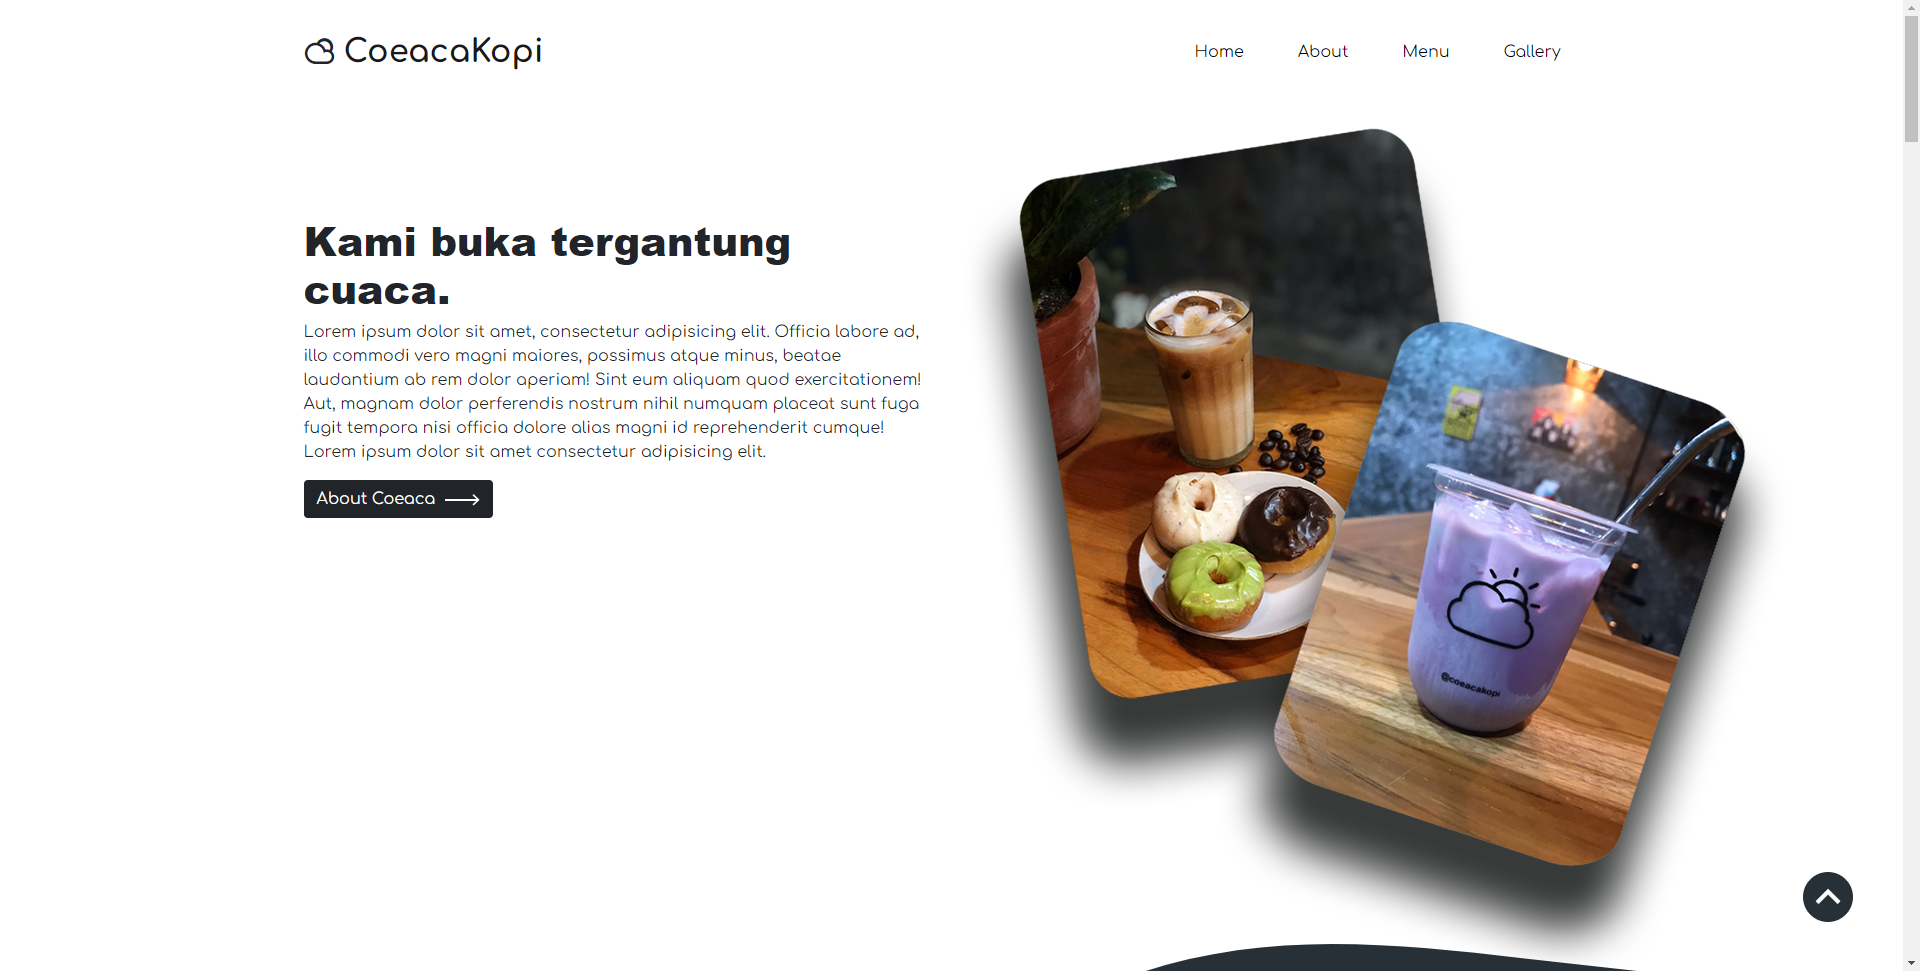 CoeacaKopi
Home
About
Menu
Gallery
Kami buka tergantung
cuaca.
Lorem ipsum dolor sit amet, consectetur adipisicing elit. Officia labore ad,
illo commodi vero magni maiores, possimus atque minus, beatae
laudantium ab rem dolor aperiam! Sint eum aliquam quod exercitationem!
Aut, magnam dolor perferendis nostrum nihil numquam placeat sunt fuga
fugit tempora nisi officia dolore alias magni id reprehenderit cumque!
Lorem ipsum dolor sit amet consectetur adipisicing elit.
About Coeaca
@coeacakopi